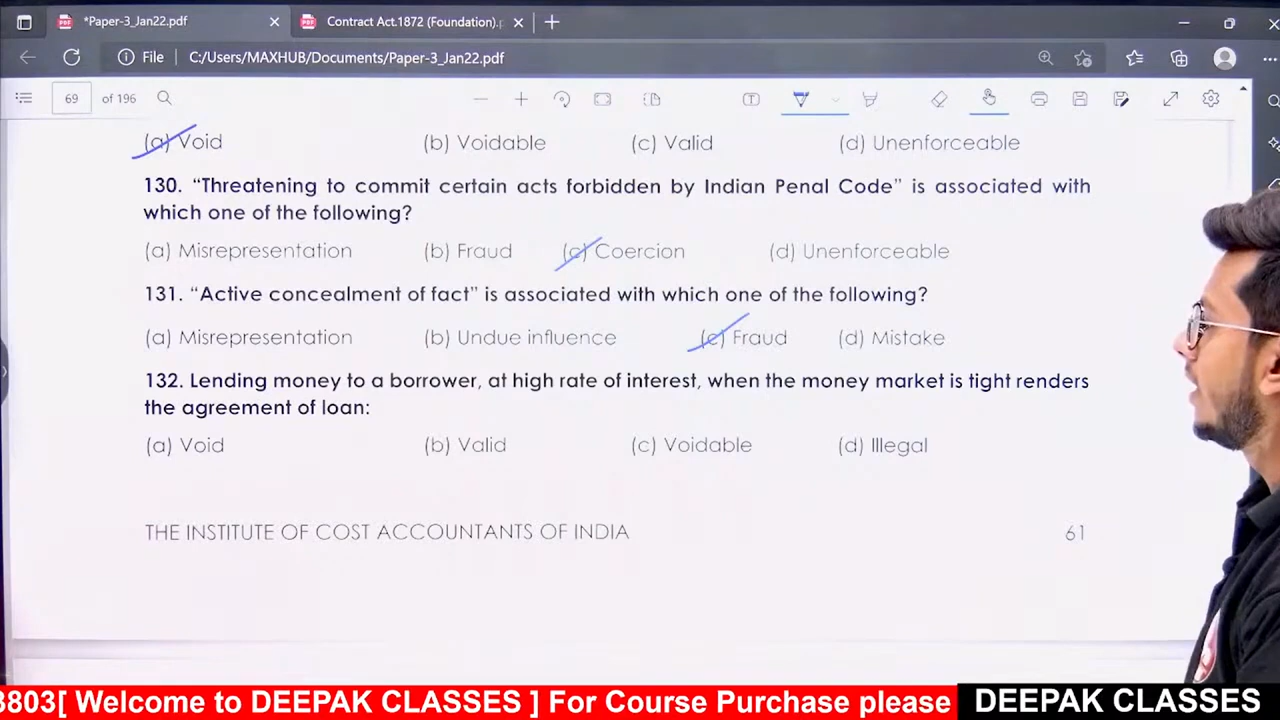 *Paper-3_Jan22.pdf
Contract Act.1872 (Foundation).p
File C:/Users/MAXHUB/Documents/Paper-3_Jan22.pdf
69 of 196
(a) Void (b) Voidable (c) Valid (d) Unenforceable
130. “Threatening to commit certain acts forbidden by Indian Penal Code” is associated with
which one of the following?
(a) Misrepresentation (b) Fraud (c) Coercion (d) Unenforceable
131. “Active concealment of fact” is associated with which one of the following?
(a) Misrepresentation (b) Undue influence (c) Fraud (d) Mistake
132. Lending money to a borrower, at high rate of interest, when the money market is tight renders
the agreement of loan:
(a) Void (b) Valid (c) Voidable (d) Illegal
THE INSTITUTE OF COST ACCOUNTANTS OF INDIA 61
3803[ Welcome to DEEPAK CLASSES ] For Course Purchase please DEEPAK CLASSES